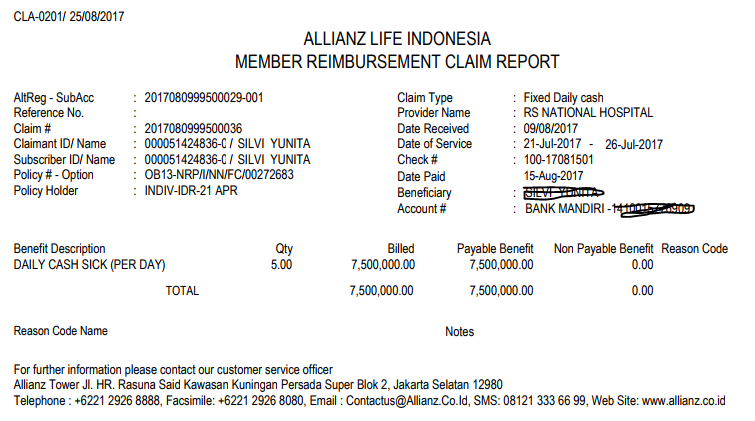 CLA-0201/ 25/08/2017
ALLIANZ LIFE INDONESIA
MEMBER REIMBURSEMENT CLAIM REPORT
AltReg - SubAcc : 2017080999500029-001
Claim Type : Fixed Daily cash
Reference No. :
Provider Name : RS NATIONAL HOSPITAL
Claim # : 2017080999500036
Date Received : 09/08/2017
Claimant ID/ Name : 000051424836-0 / SILVI YUNITA
Date of Service : 21-Jul-2017 - 26-Jul-2017
Subscriber ID/ Name : 000051424836-0 / SILVI YUNITA
Check # : 100-17081501
Policy # - Option : OB13-NRP/I/NN/FC/00272683
Date Paid 15-Aug-2017
Policy Holder : INDIV-IDR-21 APR
Beneficiary : SILVI YUNITA
Account # : BANK MANDIRI -
Benefit Description Qty Billed Payable Benefit Non Payable Benefit Reason Code
DAILY CASH SICK (PER DAY) 5.00 7,500,000.00 7,500,000.00 0.00
TOTAL 7,500,000.00 7,500,000.00 0.00
Reason Code Name Notes
For further information please contact our customer service officer
Allianz Tower Jl. HR. Rasuna Said Kawasan Kuningan Persada Super Blok 2, Jakarta Selatan 12980
Telephone : +6221 2926 8888, Facsimile: +6221 2926 8080, Email : Contactus@Allianz.Co.Id, SMS: 08121 333 66 99, Web Site: www.allianz.co.id